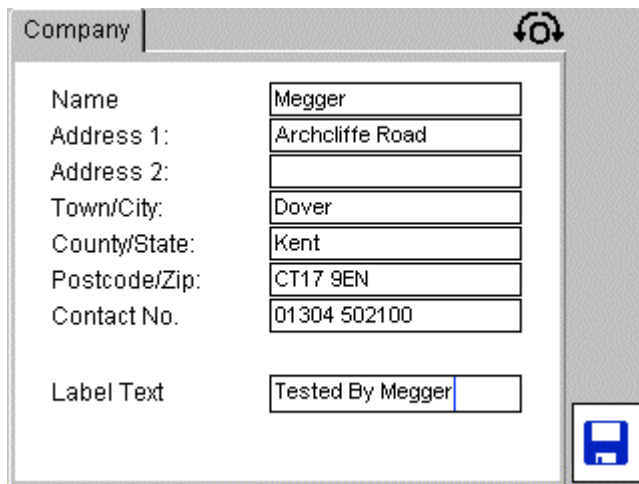 Company
Name Megger
Address 1: Archcliffe Road
Address 2:
Town/City: Dover
County/State: Kent
Postcode/Zip: CT17 9EN
Contact No. 01304 502100
Label Text Tested By Megger